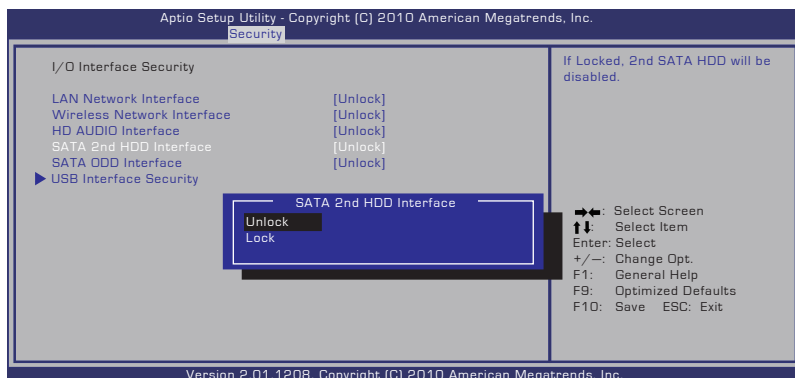 Aptio Setup Utility - Copyright (C) 2010 American Megatrends, Inc.
Security
I/O Interface Security
LAN Network Interface [Unlock]
Wireless Network Interface [Unlock]
HD AUDIO Interface [Unlock]
SATA 2nd HDD Interface [Unlock]
SATA ODD Interface [Unlock]
USB Interface Security
SATA 2nd HDD Interface
Unlock
Lock
If Locked, 2nd SATA HDD will be
disabled.
→←: Select Screen
↑↓: Select Item
Enter: Select
+/—: Change Opt.
F1: General Help
F9: Optimized Defaults
F10: Save ESC: Exit
Version 2.01.1208. Copyright (C) 2010 American Megatrends, Inc.